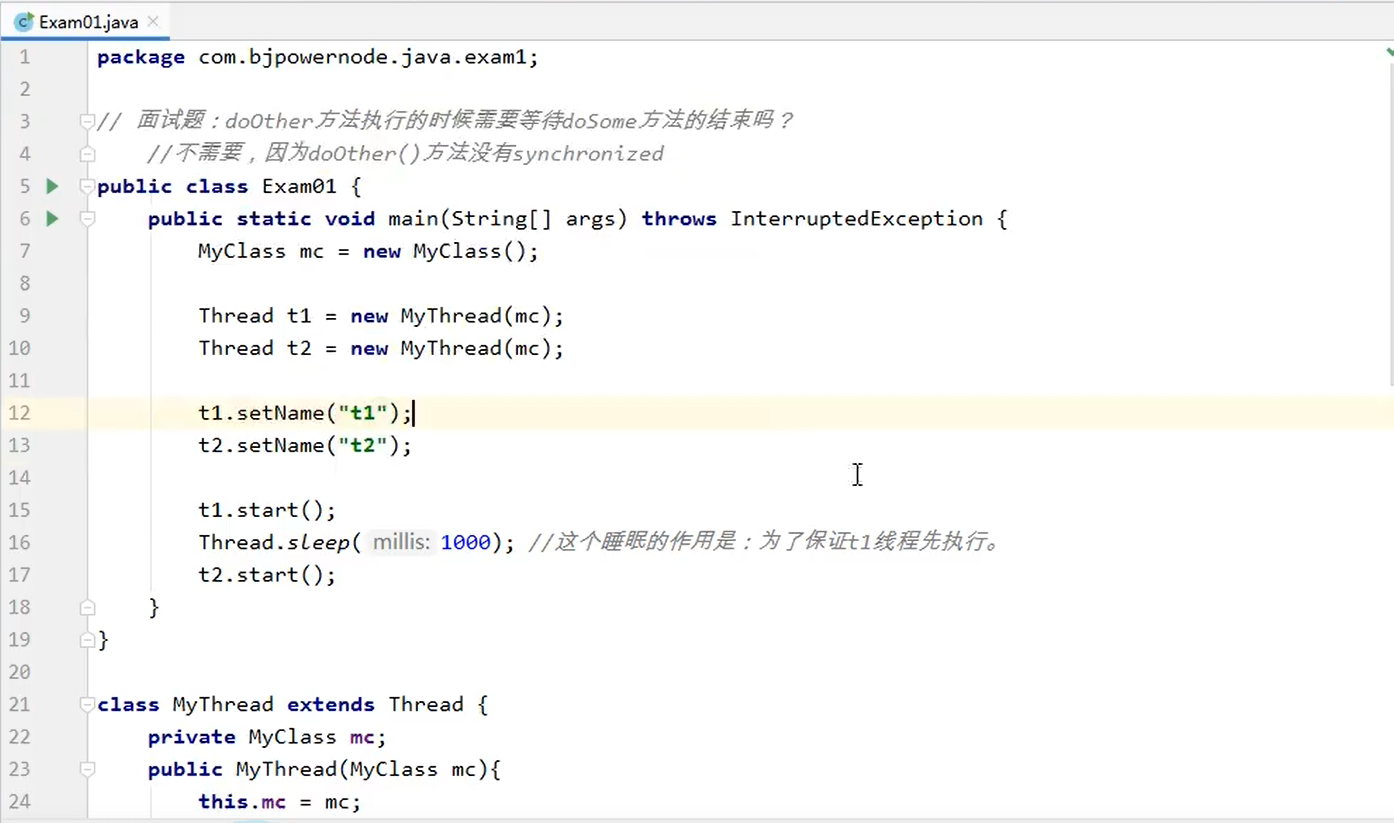 Exam01.java
1 package com.bjpowernode.java.exam1;
2
3 // 面试题：doOther方法执行的时候需要等待doSome方法的结束吗？
4 //不需要，因为doOther()方法没有synchronized
5 public class Exam01 {
6 public static void main(String[] args) throws InterruptedException {
7 MyClass mc = new MyClass();
8
9 Thread t1 = new MyThread(mc);
10 Thread t2 = new MyThread(mc);
11
12 t1.setName("t1");
13 t2.setName("t2");
14
15 t1.start();
16 Thread.sleep( millis: 1000); //这个睡眠的作用是：为了保证t1线程先执行。
17 t2.start();
18 }
19 }
20
21 class MyThread extends Thread {
22 private MyClass mc;
23 public MyThread(MyClass mc){
24 this.mc = mc;